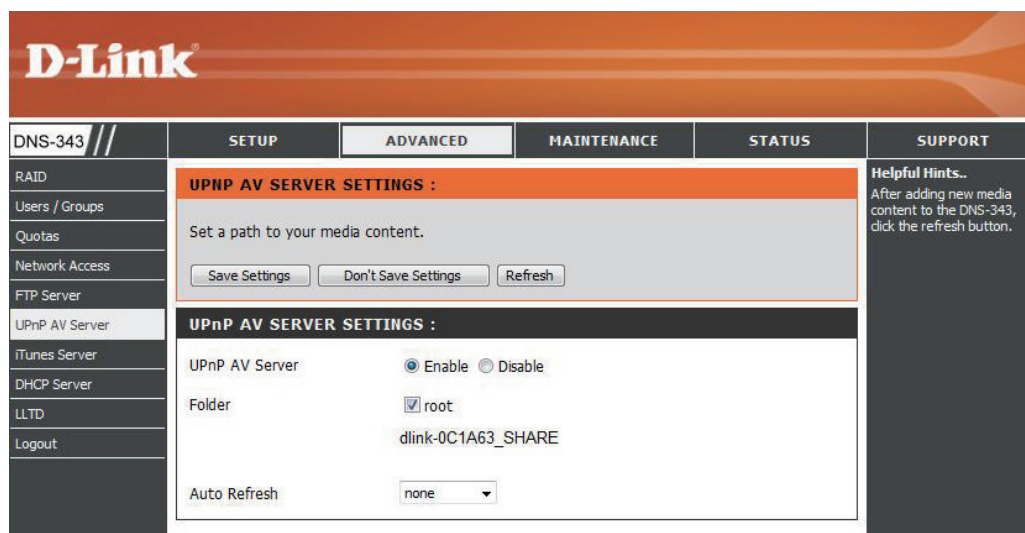 D-Link®
DNS-343
SETUP
ADVANCED
MAINTENANCE
STATUS
SUPPORT
RAID
Users / Groups
Quotas
Network Access
FTP Server
UPnP AV Server
iTunes Server
DHCP Server
LLTD
Logout
UPNP AV SERVER SETTINGS :
Set a path to your media content.
Save Settings Don't Save Settings Refresh
UPnP AV SERVER SETTINGS :
UPnP AV Server Enable Disable
Folder root
dlink-0C1A63_SHARE
Auto Refresh none
Helpful Hints..
After adding new media
content to the DNS-343,
click the refresh button.